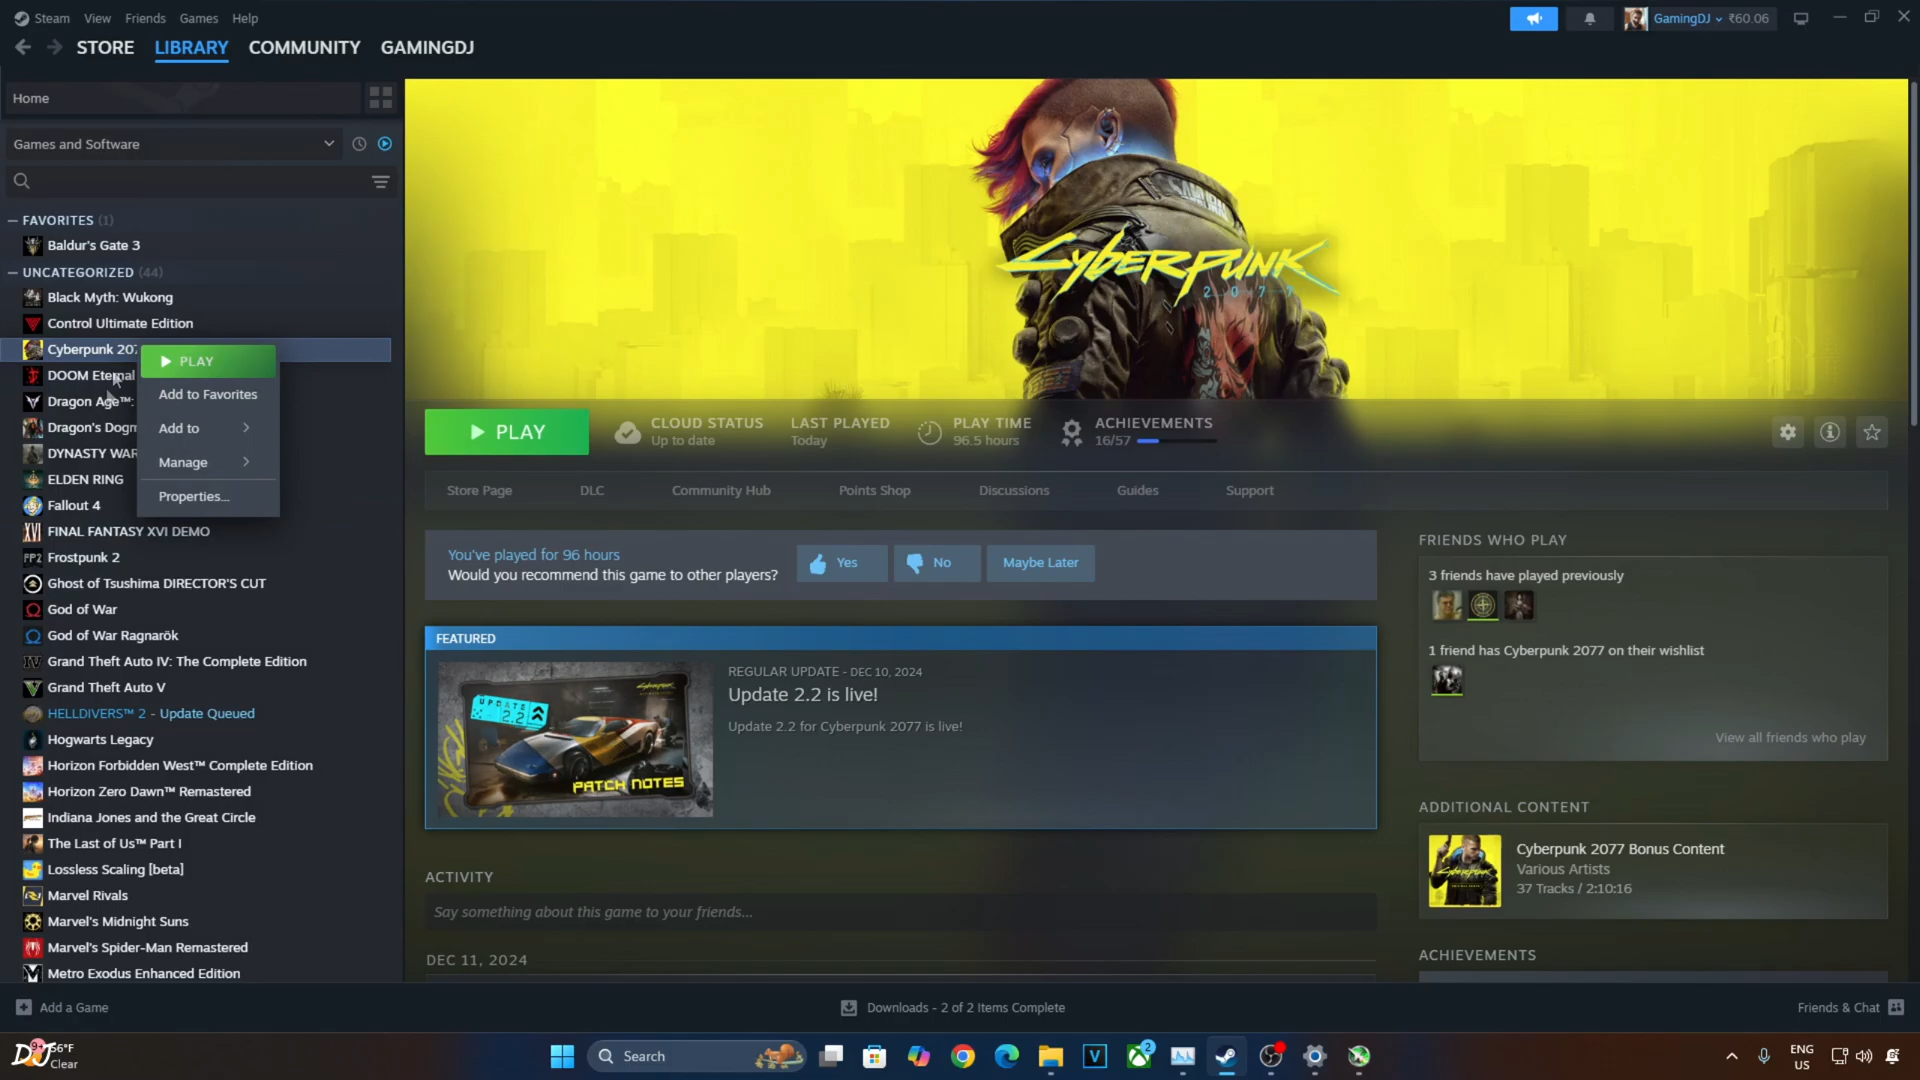 Steam View Friends Games Help
GamingDJ ₹60.06
STORE LIBRARY COMMUNITY GAMINGDJ
Home
Games and Software
FAVORITES (1)
Baldur's Gate 3
UNCATEGORIZED (44)
Black Myth: Wukong
Control Ultimate Edition
Cyberpunk 207
DOOM Eternal
Dragon Age™:
Dragon's Dogm
DYNASTY WAR
ELDEN RING
Fallout 4
FINAL FANTASY XVI DEMO
Frostpunk 2
Ghost of Tsushima DIRECTOR'S CUT
God of War
God of War Ragnarök
Grand Theft Auto IV: The Complete Edition
Grand Theft Auto V
HELLDIVERS™ 2 - Update Queued
Hogwarts Legacy
Horizon Forbidden West™ Complete Edition
Horizon Zero Dawn™ Remastered
Indiana Jones and the Great Circle
The Last of Us™ Part I
Lossless Scaling [beta]
Marvel Rivals
Marvel's Midnight Suns
Marvel's Spider-Man Remastered
Metro Exodus Enhanced Edition
PLAY
Add to Favorites
Add to
Manage
Properties...
SAMURAI
CYBERPUNK
2077
PLAY
CLOUD STATUS
Up to date
LAST PLAYED
Today
PLAY TIME
96.5 hours
ACHIEVEMENTS
16/57
Store Page DLC Community Hub Points Shop Discussions Guides Support
You've played for 96 hours
Would you recommend this game to other players?
Yes
No
Maybe Later
FEATURED
CYBERPUNK
UPDATE
2.2
PATCH NOTES
REGULAR UPDATE - DEC 10, 2024
Update 2.2 is live!
Update 2.2 for Cyberpunk 2077 is live!
ACTIVITY
Say something about this game to your friends...
DEC 11, 2024
FRIENDS WHO PLAY
3 friends have played previously
1 friend has Cyberpunk 2077 on their wishlist
View all friends who play
ADDITIONAL CONTENT
Cyberpunk 2077 Bonus Content
Various Artists
37 Tracks / 2:10:16
ACHIEVEMENTS
Add a Game
Downloads - 2 of 2 Items Complete
Friends & Chat
DJ
9+
56°F
Clear
Search
2
ENG
US